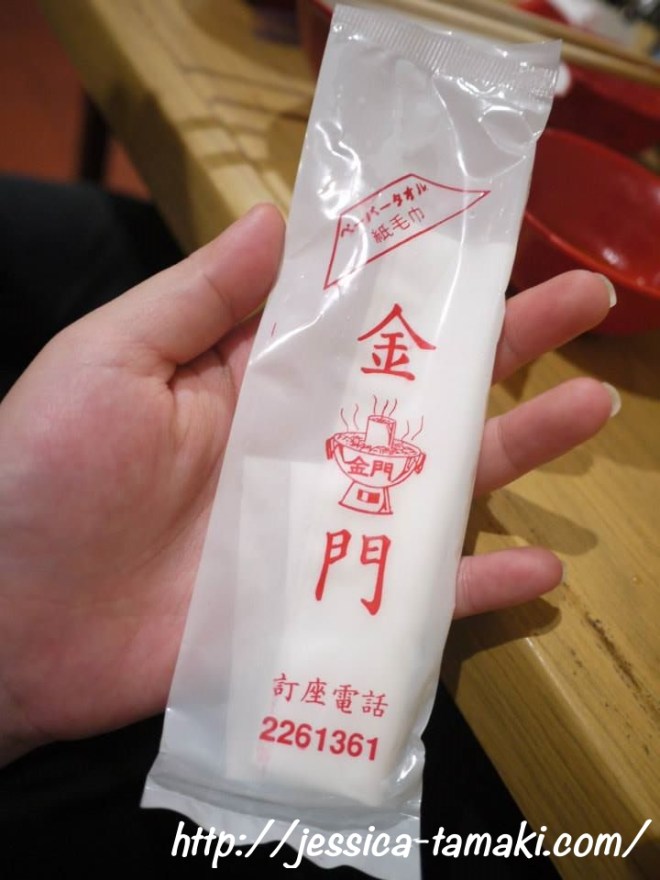 ペーパータオル
紙毛巾
金
金門
門
訂座電話
2261361
http://jessica-tamaki.com/